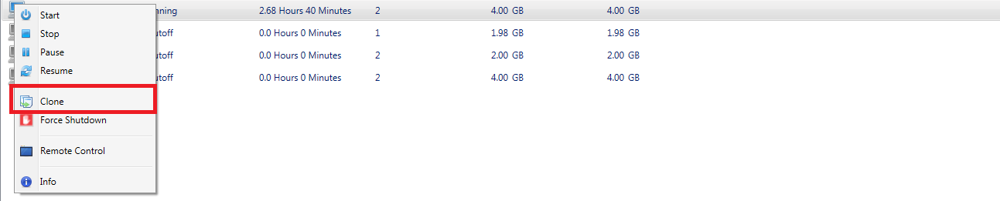 Start
nning 2.68 Hours 40 Minutes 2 4.00 GB 4.00 GB
Stop
utoff 0.0 Hours 0 Minutes 1 1.98 GB 1.98 GB
Pause
utoff 0.0 Hours 0 Minutes 2 2.00 GB 2.00 GB
Resume
utoff 0.0 Hours 0 Minutes 2 4.00 GB 4.00 GB
Clone
Force Shutdown
Remote Control
Info